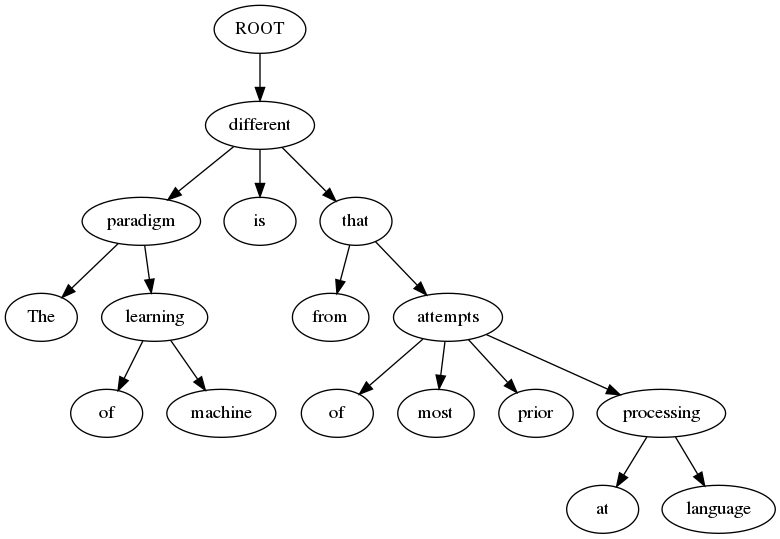 ROOT
different
paradigm is that
The learning from attempts
of machine of most prior processing
at language